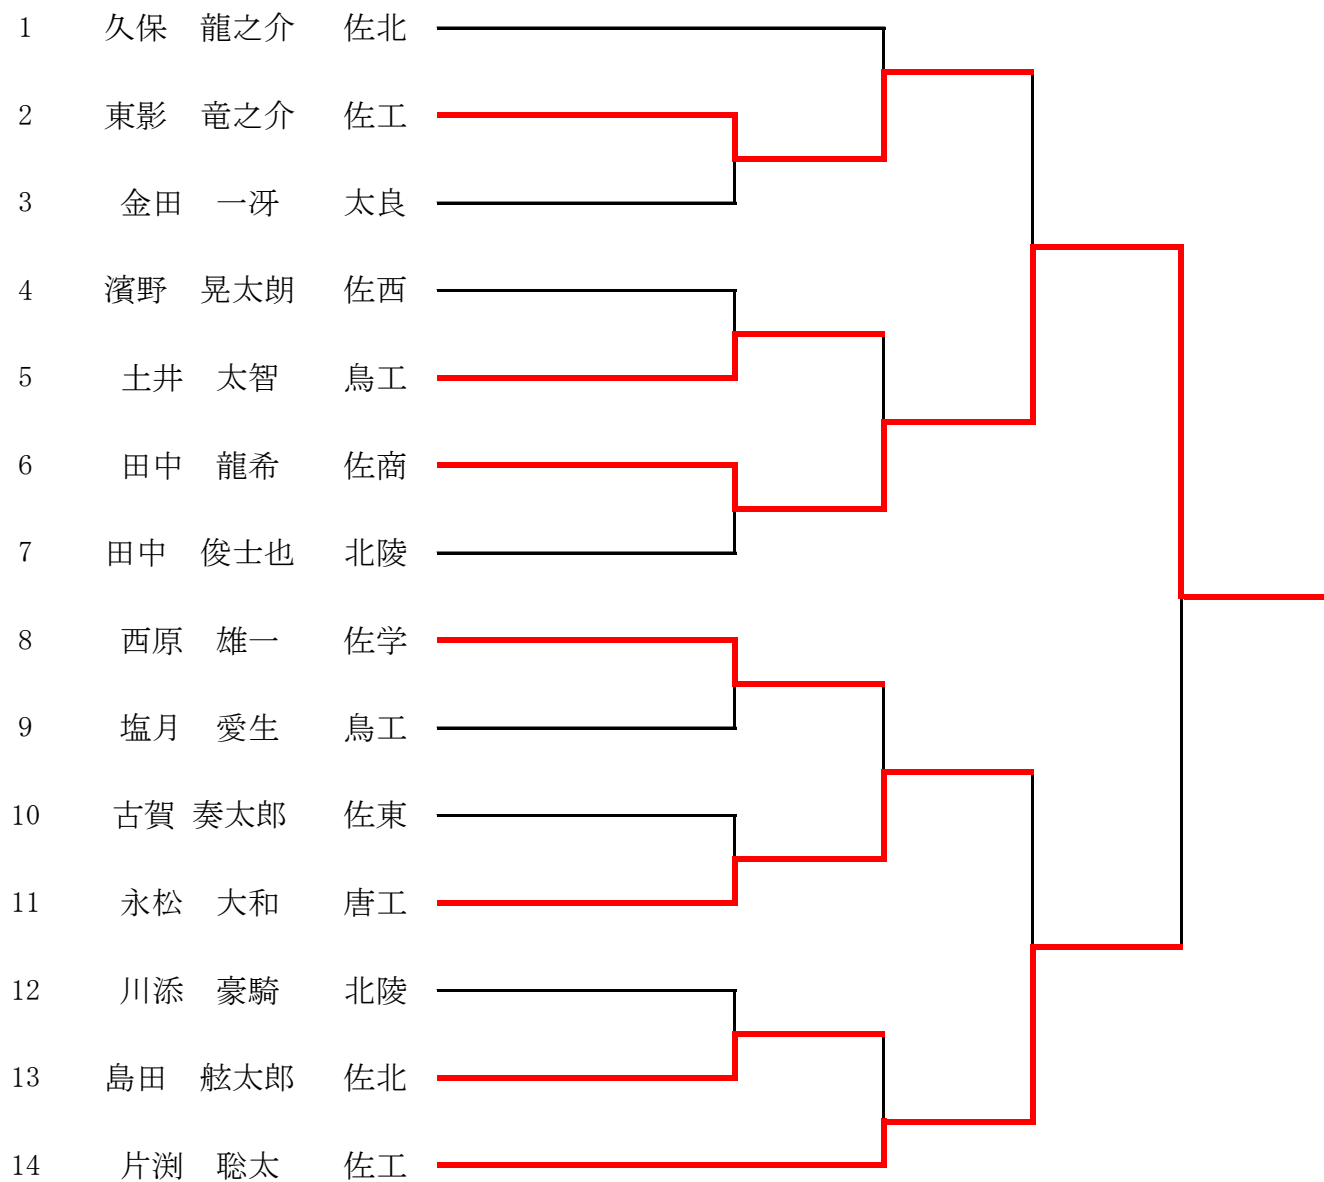 1 久保 龍之介 佐北
2 東影 竜之介 佐工
3 金田 一冴 太良
4 濱野 晃太朗 佐西
5 土井 太智 鳥工
6 田中 龍希 佐商
7 田中 俊士也 北陵
8 西原 雄一 佐学
9 塩月 愛生 鳥工
10 古賀 奏太郎 佐東
11 永松 大和 唐工
12 川添 豪騎 北陵
13 島田 舷太郎 佐北
14 片渕 聡太 佐工